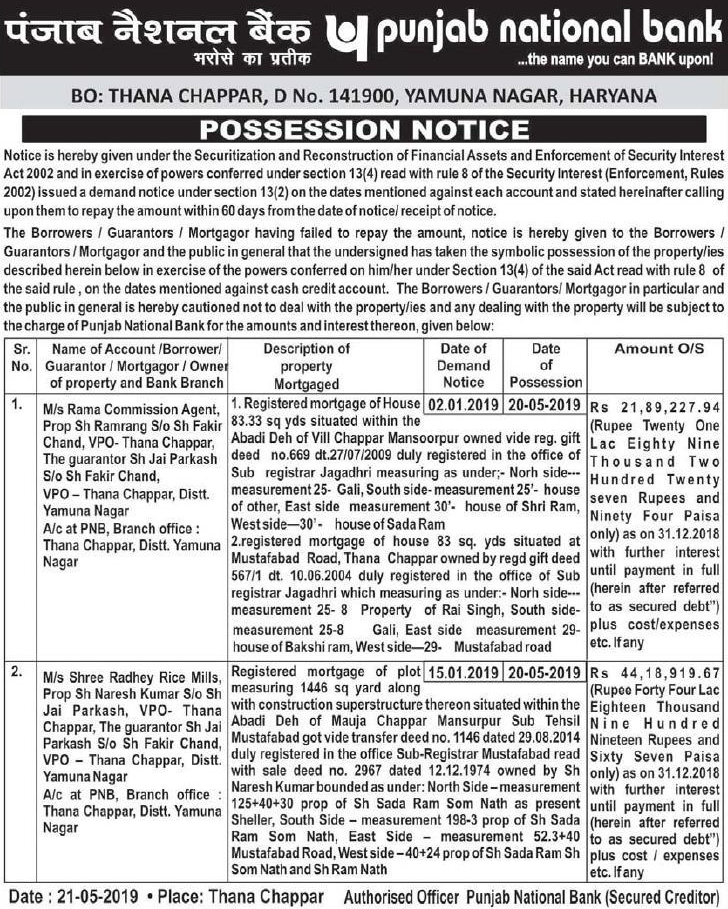 पंजाब नैशनल बैंक punjab national bank
भरोसे का प्रतीक ...the name you can BANK upon!
BO: THANA CHAPPAR, D No. 141900, YAMUNA NAGAR, HARYANA
POSSESSION NOTICE
Notice is hereby given under the Securitization and Reconstruction of Financial Assets and Enforcement of Security Interest
Act 2002 and in exercise of powers conferred under section 13(4) read with rule 8 of the Security Interest (Enforcement, Rules
2002) issued a demand notice under section 13(2) on the dates mentioned against each account and stated hereinafter calling
upon them to repay the amount within 60 days from the date of notice/ receipt of notice.
The Borrowers / Guarantors / Mortgagor having failed to repay the amount, notice is hereby given to the Borrowers /
Guarantors / Mortgagor and the public in general that the undersigned has taken the symbolic possession of the property/ies
described herein below in exercise of the powers conferred on him/her under Section 13(4) of the said Act read with rule 8 of
the said rule , on the dates mentioned against cash credit account. The Borrowers / Guarantors/ Mortgagor in particular and
the public in general is hereby cautioned not to deal with the property/ies and any dealing with the property will be subject to
the charge of Punjab National Bank for the amounts and interest thereon, given below:
Sr. No.
Name of Account /Borrower/
Guarantor / Mortgagor / Owner
of property and Bank Branch
Description of
property
Mortgaged
Date of
Demand
Notice
Date
of
Possession
Amount O/S
1.
M/s Rama Commission Agent,
Prop Sh Ramrang S/o Sh Fakir
Chand, VPO- Thana Chappar,
The guarantor Sh Jai Parkash
S/o Sh Fakir Chand,
VPO – Thana Chappar, Distt.
Yamuna Nagar
A/c at PNB, Branch office :
Thana Chappar, Distt. Yamuna
Nagar
1. Registered mortgage of House
83.33 sq yds situated within the
Abadi Deh of Vill Chappar Mansoorpur owned vide reg. gift
deed no.669 dt.27/07/2009 duly registered in the office of
Sub registrar Jagadhri measuring as under;- Norh side---
measurement 25- Gali, South side- measurement 25'- house
of other, East side measurement 30'- house of Shri Ram,
West side—30'- house of Sada Ram
2.registered mortgage of house 83 sq. yds situated at
Mustafabad Road, Thana Chappar owned by regd gift deed
567/1 dt. 10.06.2004 duly registered in the office of Sub
registrar Jagadhri which measuring as under:- Norh side---
measurement 25- 8 Property of Rai Singh, South side-
measurement 25-8 Gali, East side measurement 29-
house of Bakshi ram, West side—29- Mustafabad road
02.01.2019
20-05-2019
Rs 21,89,227.94
(Rupee Twenty One
Lac Eighty Nine
Thousand Two
Hundred Twenty
seven Rupees and
Ninety Four Paisa
only) as on 31.12.2018
with further interest
until payment in full
(herein after referred
to as secured debt")
plus cost/expenses
etc. If any
2.
M/s Shree Radhey Rice Mills,
Prop Sh Naresh Kumar S/o Sh
Jai Parkash, VPO- Thana
Chappar, The guarantor Sh Jai
Parkash S/o Sh Fakir Chand,
VPO – Thana Chappar, Distt.
Yamuna Nagar
A/c at PNB, Branch office :
Thana Chappar, Distt. Yamuna
Nagar
Registered mortgage of plot
measuring 1446 sq yard along
with construction superstructure thereon situated within the
Abadi Deh of Mauja Chappar Mansurpur Sub Tehsil
Mustafabad got vide transfer deed no. 1146 dated 29.08.2014
duly registered in the office Sub-Registrar Mustafabad read
with sale deed no. 2967 dated 12.12.1974 owned by Sh
Naresh Kumar bounded as under: North Side – measurement
125+40+30 prop of Sh Sada Ram Som Nath as present
Sheller, South Side – measurement 198-3 prop of Sh Sada
Ram Som Nath, East Side – measurement 52.3+40
Mustafabad Road, West side – 40+24 prop of Sh Sada Ram Sh
Som Nath and Sh Ram Nath
15.01.2019
20-05-2019
Rs 44,18,919.67
(Rupee Forty Four Lac
Eighteen Thousand
Nine Hundred
Nineteen Rupees and
Sixty Seven Paisa
only) as on 31.12.2018
with further interest
until payment in full
(herein after referred
to as secured debt")
plus cost / expenses
etc. If any
Date : 21-05-2019 • Place: Thana Chappar Authorised Officer Punjab National Bank (Secured Creditor)